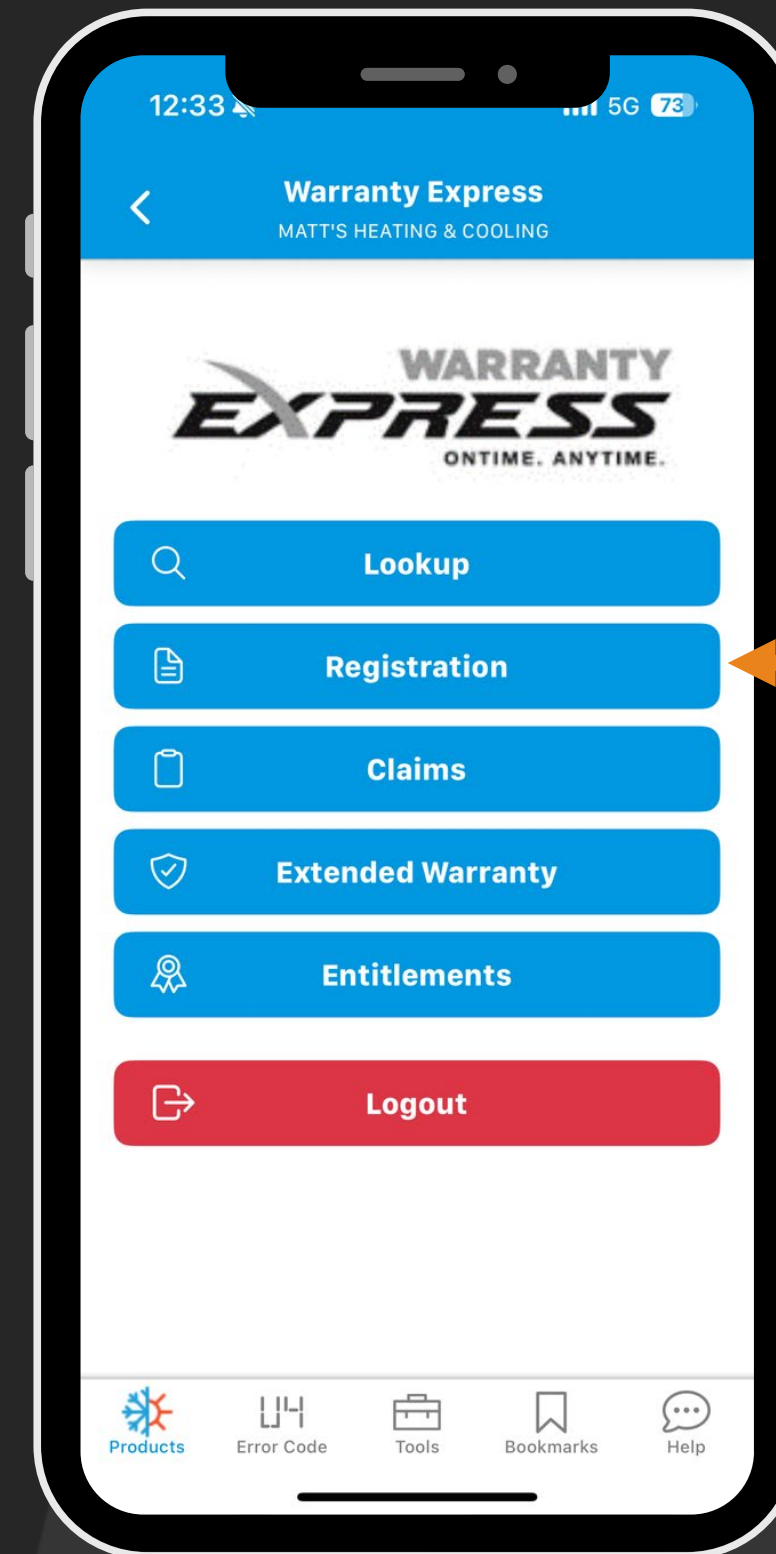 12:33
5G 73
Warranty Express
MATT'S HEATING & COOLING
WARRANTY
EXPRESS
ONTIME. ANYTIME.
Lookup
Registration
Claims
Extended Warranty
Entitlements
Logout
U4
Products Error Code Tools Bookmarks Help